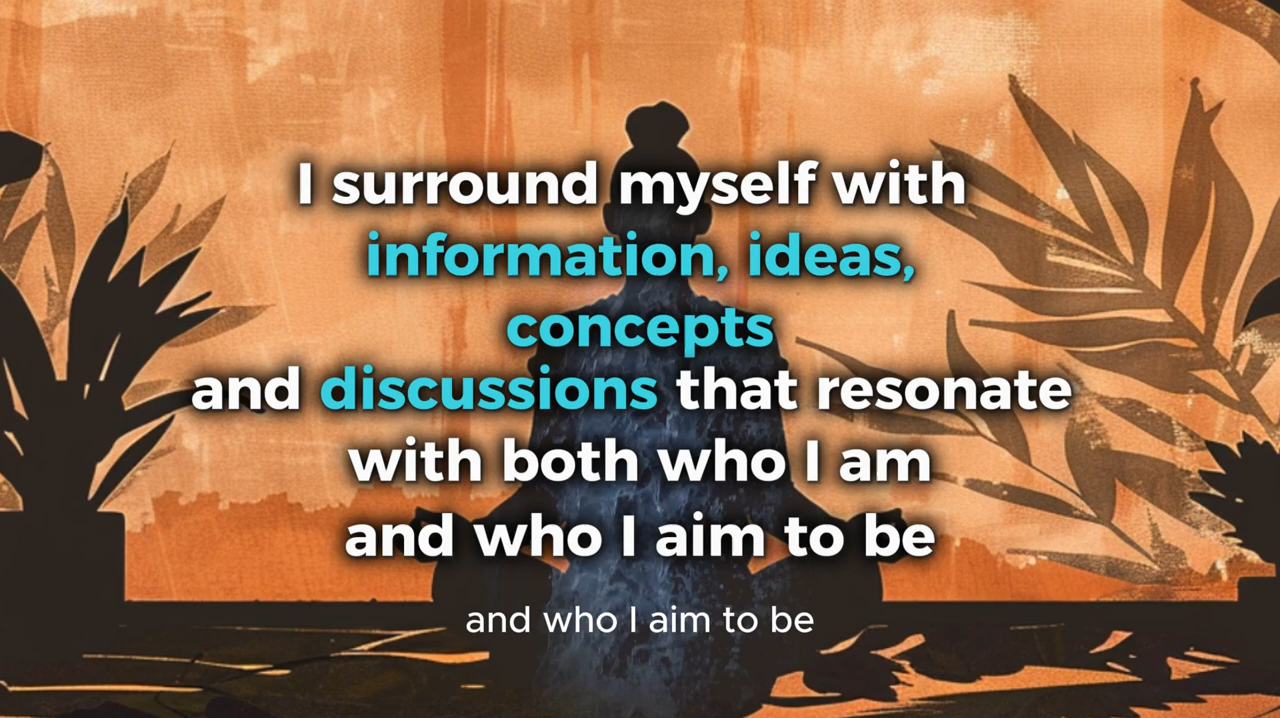 I surround myself with
information, ideas,
concepts
and discussions that resonate
with both who I am
and who I aim to be
and who I aim to be